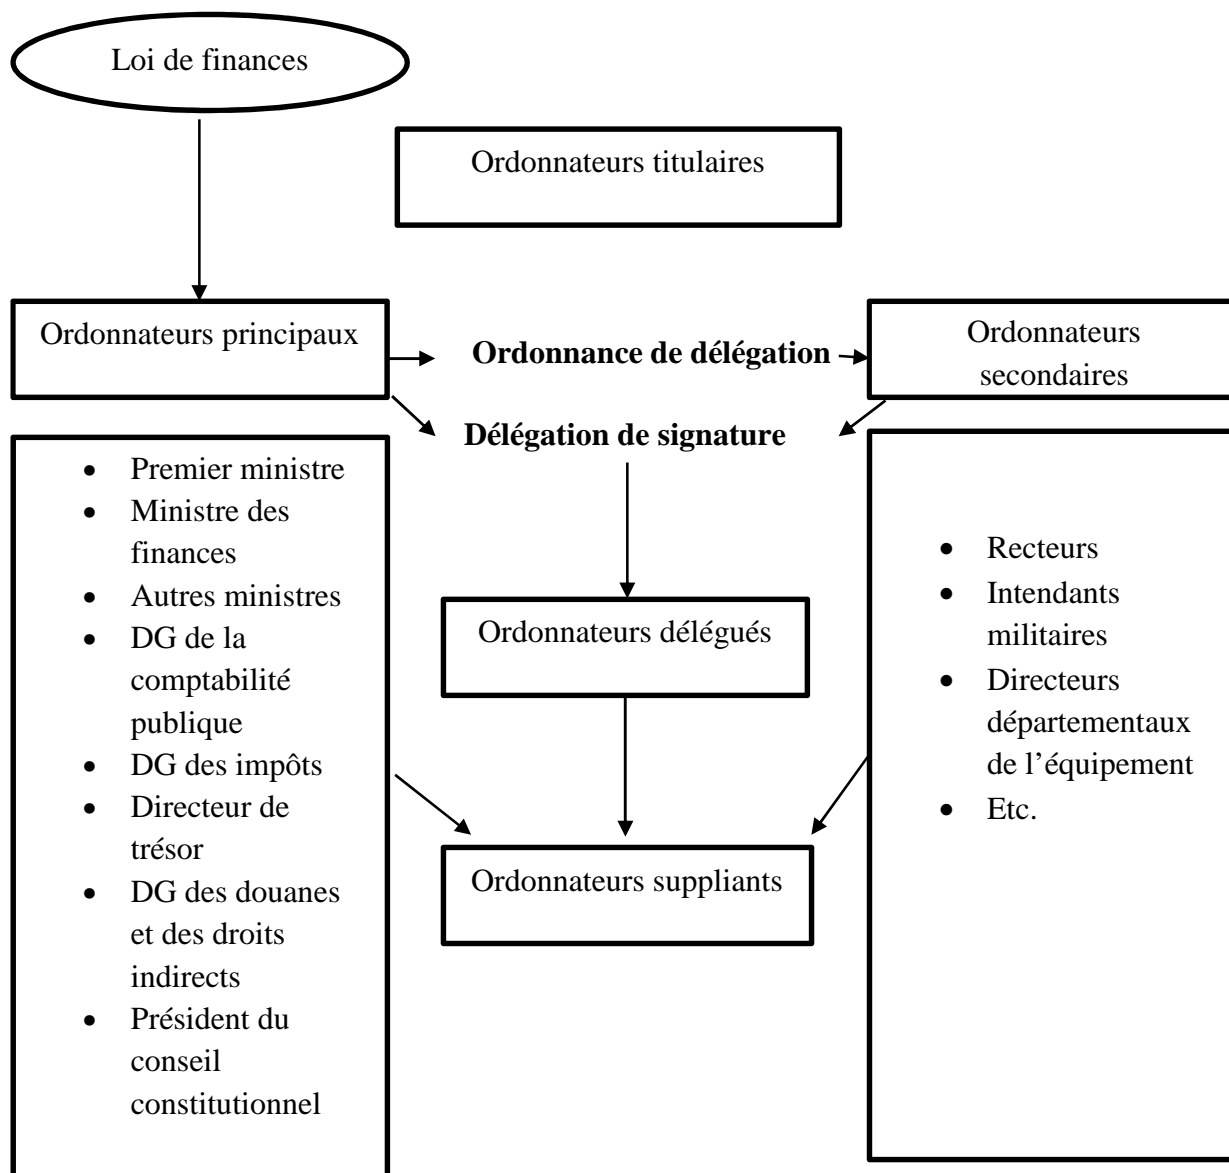 Loi de finances
Ordonnateurs titulaires
Ordonnateurs principaux
Ordonnance de délégation
Ordonnateurs
secondaires
Délégation de signature
• Premier ministre
• Ministre des
finances
• Autres ministres
• DG de la
comptabilité
publique
• DG des impôts
• Directeur de
trésor
• DG des douanes
et des droits
indirects
• Président du
conseil
constitutionnel
Ordonnateurs délégués
Ordonnateurs suppliants
• Recteurs
• Intendants
militaires
• Directeurs
départementaux
de l’équipement
• Etc.